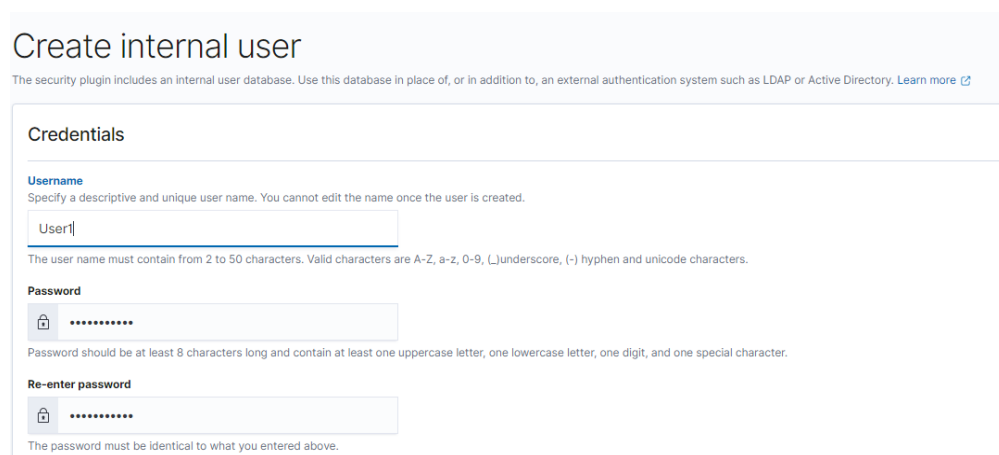 Create internal user
The security plugin includes an internal user database. Use this database in place of, or in addition to, an external authentication system such as LDAP or Active Directory. Learn more
Credentials
Username
Specify a descriptive and unique user name. You cannot edit the name once the user is created.
User1
The user name must contain from 2 to 50 characters. Valid characters are A-Z, a-z, 0-9, (_)underscore, (-) hyphen and unicode characters.
Password
•••••••••••
Password should be at least 8 characters long and contain at least one uppercase letter, one lowercase letter, one digit, and one special character.
Re-enter password
•••••••••••
The password must be identical to what you entered above.